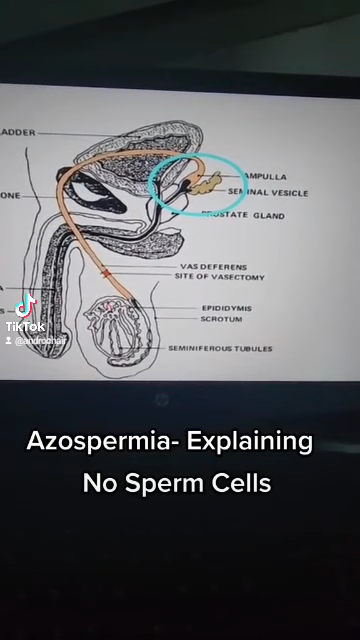 ADDER
AMPULLA
SEMINAL VESICLE
ONE
PROSTATE GLAND
VAS DEFERENS
SITE OF VASECTOMY
A
S
EPIDIDYMIS
SCROTUM
SEMINIFEROUS TUBULES
TikTok
@androdhair
Azospermia- Explaining
No Sperm Cells